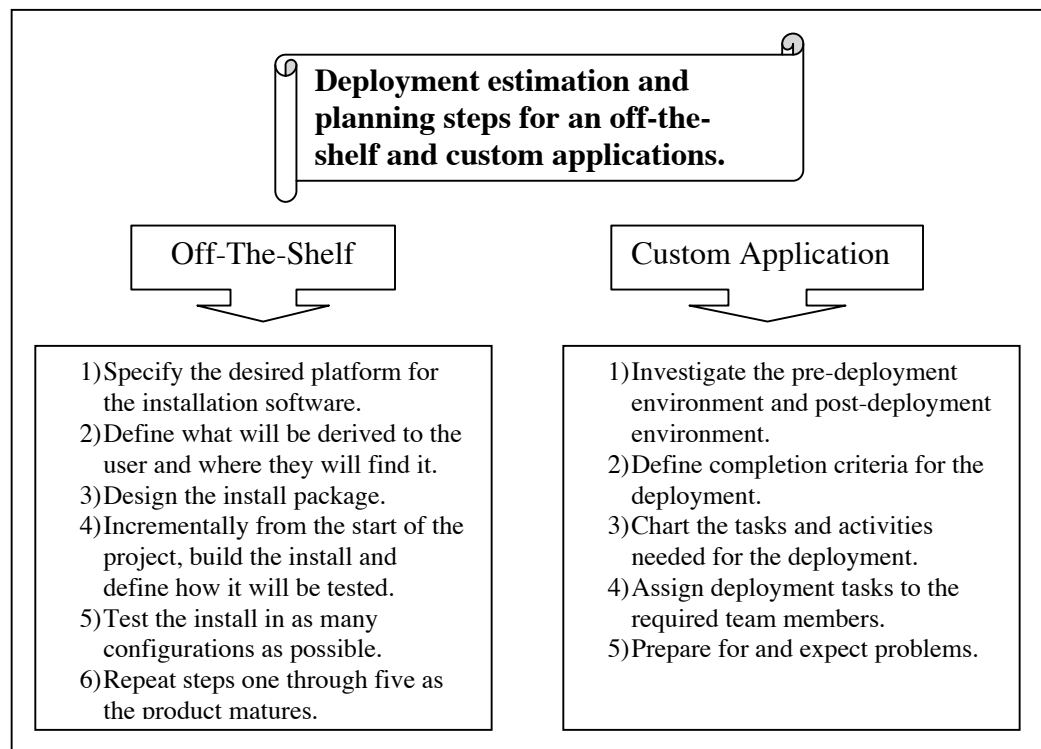 Deployment estimation and
planning steps for an off-the-
shelf and custom applications.
Off-The-Shelf
1)Specify the desired platform for
the installation software.
2)Define what will be derived to the
user and where they will find it.
3)Design the install package.
4)Incrementally from the start of the
project, build the install and
define how it will be tested.
5)Test the install in as many
configurations as possible.
6)Repeat steps one through five as
the product matures.
Custom Application
1)Investigate the pre-deployment
environment and post-deployment
environment.
2)Define completion criteria for the
deployment.
3)Chart the tasks and activities
needed for the deployment.
4)Assign deployment tasks to the
required team members.
5)Prepare for and expect problems.